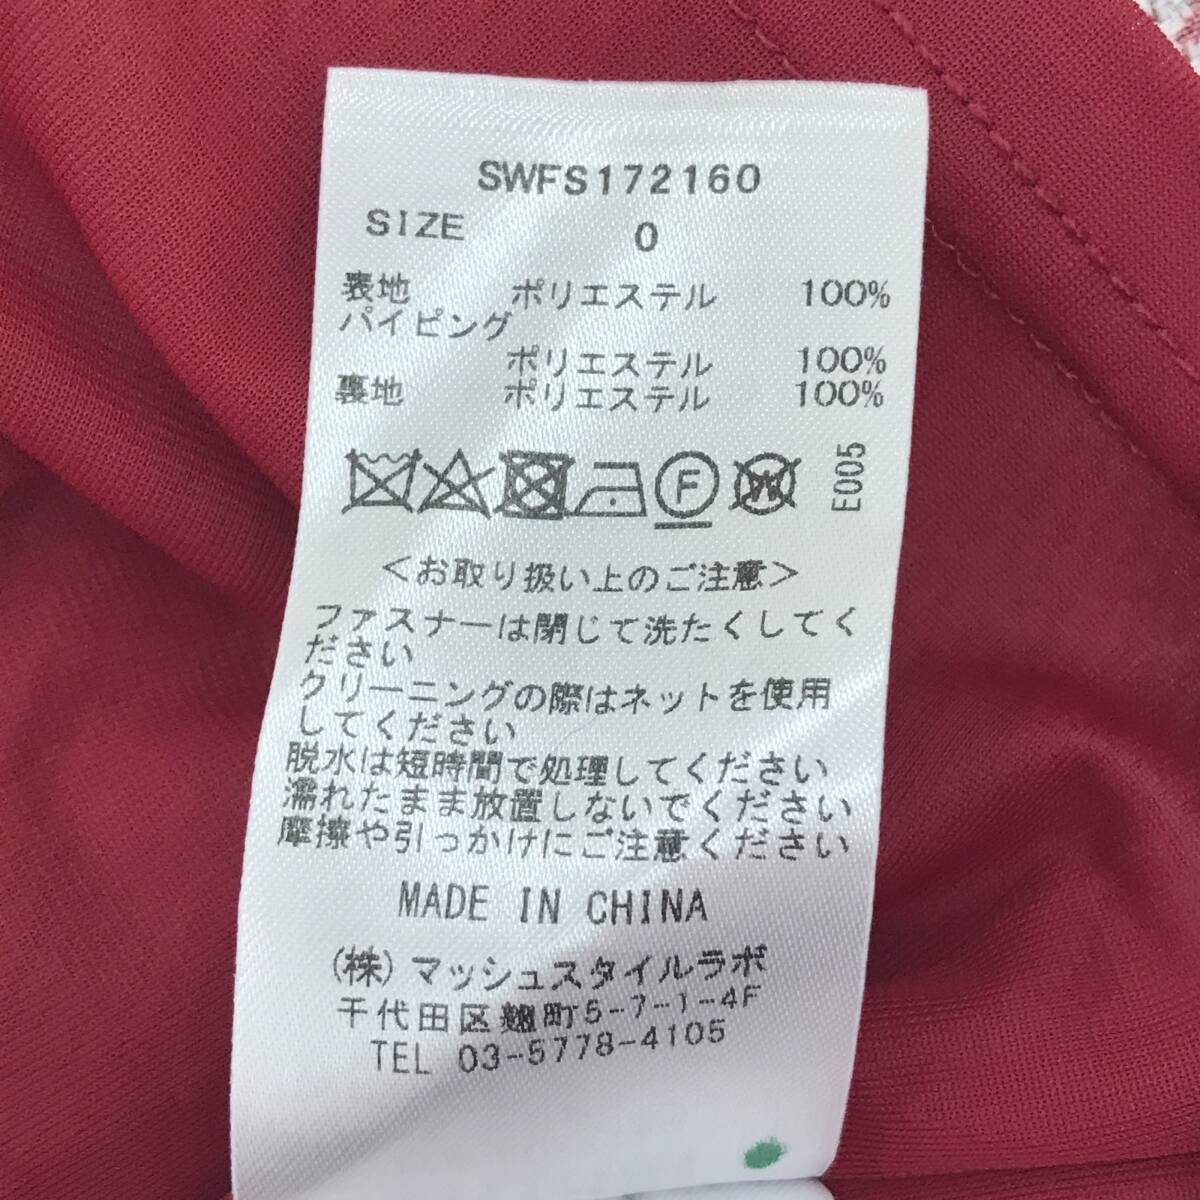 SWFS172160
SIZE 0
表地 ポリエステル 100%
パイピング
ポリエステル 100%
裏地 ポリエステル 100%
F W E005
<お取り扱い上のご注意>
ファスナーは閉じて洗たくしてく
ださい
クリーニングの際はネットを使用
してください
脱水は短時間で処理してください
濡れたまま放置しないでください
摩擦や引っかけにご注意ください
MADE IN CHINA
(株)マッシュスタイルラボ
千代田区麹町5-7-1-4F
TEL 03-5778-4105